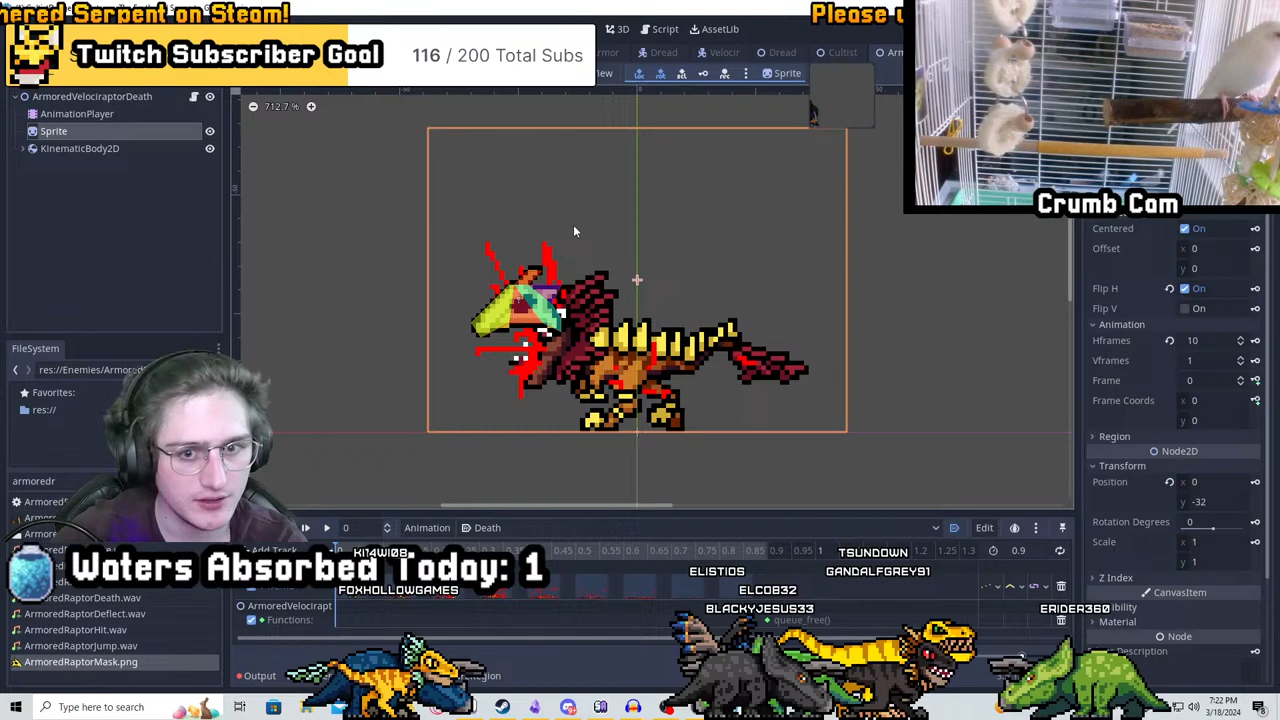 hered Serpent on Steam!
Please u
Twitch Subscriber Goal
116 / 200 Total Subs
3D
Script
AssetLib
Dread
Velocir
Dread
Cultist
Arm
View
Sprite
ArmoredVelociraptorDeath
AnimationPlayer
Sprite
KinematicBody2D
712.7 %
Crumb Cam
Centered
On
Offset
x 0
y 0
Flip H
On
Flip V
On
Animation
Hframes
10
Vframes
1
Frame
0
Frame Coords
x 0
y 0
Region
Node2D
Transform
Position
x 0
y -32
Rotation Degrees
0
Scale
x 1
y 1
Z Index
CanvasItem
Material
Node
Description
FileSystem
res://Enemies/Armored
Favorites:
res://
armoredr
ArmoredRaptorDeath.wav
ArmoredRaptorDeflect.wav
ArmoredRaptorHit.wav
ArmoredRaptorJump.wav
ArmoredRaptorMask.png
0
Animation
Death
Edit
Add Track
0.45 0.5 0.55 0.6 0.65 0.7 0.75 0.8 0.85 0.9 0.95 1
1.2 1.25 1.3
0.9
Waters Absorbed Today: 1
KI14WI08
FOXHOLLOWGAMES
TSUNDOWN
ELISTIOS
GANDALFGREY91
ELCO832
BLACKYJESUS33
ERIDER360
ArmoredVelocirapt
Functions:
queue_free()
Output
Type here to search
7:22 PM
3/18/2024